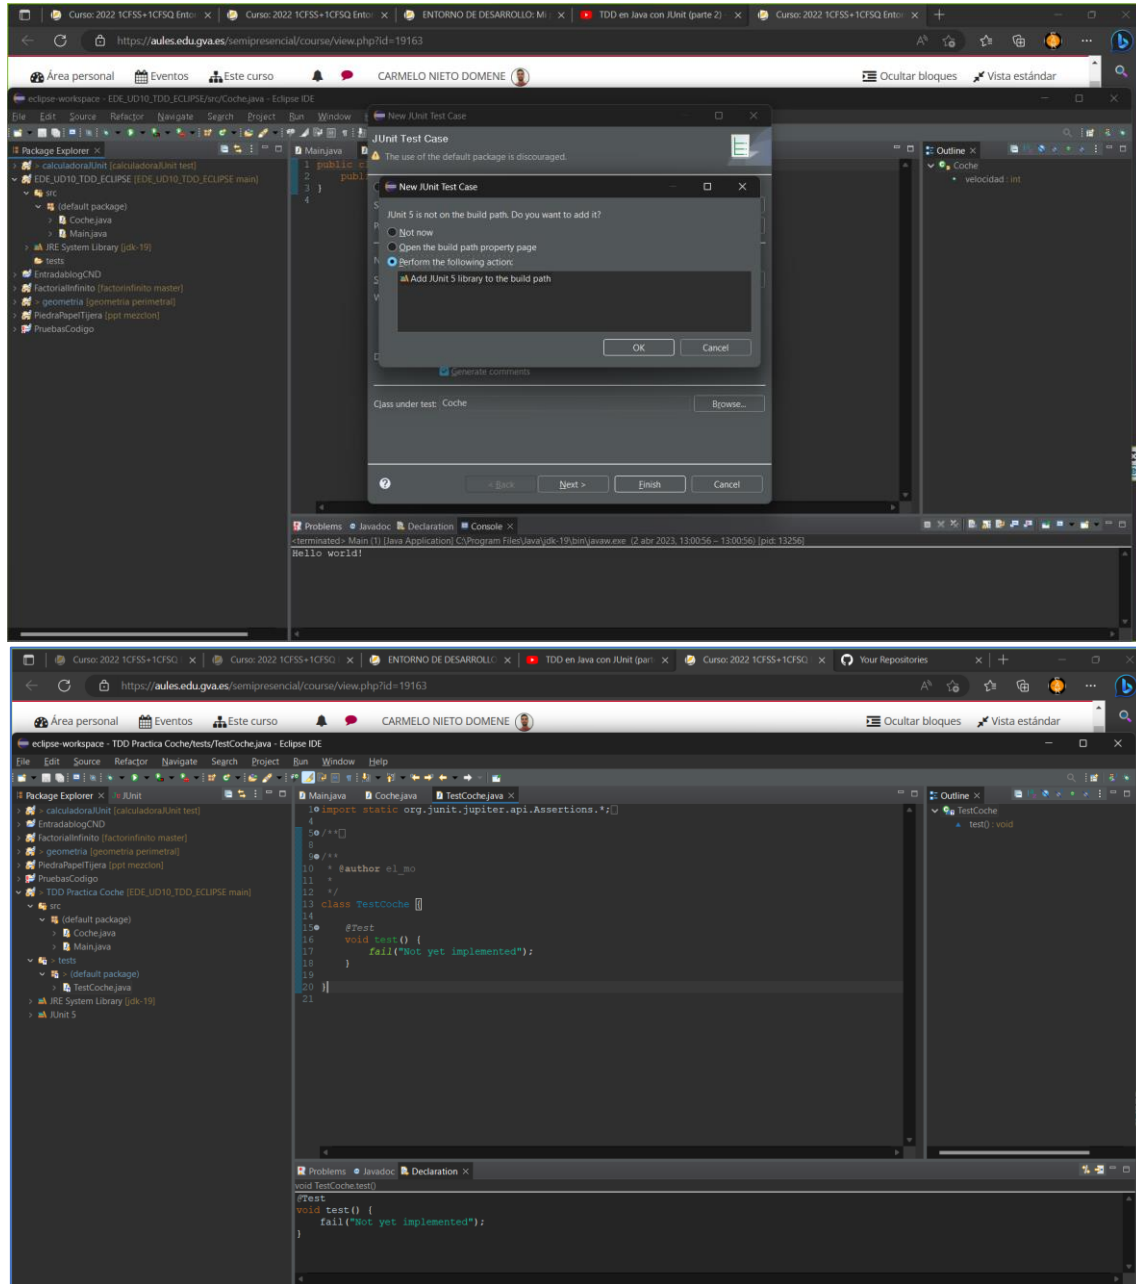 Curso: 2022 1CFSS+1CFSQ Ento
Curso: 2022 1CFSS+1CFSQ Ento
ENTORNO DE DESARROLLO: Mi
TDD en Java con JUnit (parte 2)
Curso: 2022 1CFSS+1CFSQ Ento
https://aules.edu.gva.es/semipresencial/course/view.php?id=19163
Área personal Eventos Este curso CARMELO NIETO DOMENE Ocultar bloques Vista estándar
eclipse-workspace - EDE_UD10_TDD_ECLIPSE/src/Coche.java - Eclipse IDE
File Edit Source Refactor Navigate Search Project Run Window
Package Explorer
> calculadoraJUnit [calculadoraJUnit test]
EDE_UD10_TDD_ECLIPSE [EDE_UD10_TDD_ECLIPSE main]
src
(default package)
Coche.java
Main.java
JRE System Library [jdk-19]
tests
EntradablogCND
FactorialInfinito [factorinfinito master]
> geometria [geometria perimetral]
PiedraPapelTijera [ppt mezclon]
PruebasCodigo
Main.java
1 public c
2 publ
3 }
4
New JUnit Test Case
JUnit Test Case
The use of the default package is discouraged.
New JUnit Test Case
JUnit 5 is not on the build path. Do you want to add it?
Not now
Open the build path property page
Perform the following action:
Add JUnit 5 library to the build path
OK Cancel
Generate comments
Class under test: Coche Browse...
< Back Next > Finish Cancel
Outline
Coche
velocidad : int
Problems Javadoc Declaration Console
<terminated> Main (1) [Java Application] C:\Program Files\Java\jdk-19\bin\javaw.exe (2 abr 2023, 13:00:56 – 13:00:56) [pid: 13256]
Hello world!
Curso: 2022 1CFSS+1CFSQ
Curso: 2022 1CFSS+1CFSQ
ENTORNO DE DESARROLLO
TDD en Java con JUnit (par
Curso: 2022 1CFSS+1CFSQ
Your Repositories
https://aules.edu.gva.es/semipresencial/course/view.php?id=19163
Área personal Eventos Este curso CARMELO NIETO DOMENE Ocultar bloques Vista estándar
eclipse-workspace - TDD Practica Coche/tests/TestCoche.java - Eclipse IDE
File Edit Source Refactor Navigate Search Project Run Window Help
Package Explorer JUnit
> calculadoraJUnit [calculadoraJUnit test]
EntradablogCND
FactorialInfinito [factorinfinito master]
> geometria [geometria perimetral]
PiedraPapelTijera [ppt mezclon]
PruebasCodigo
> TDD Practica Coche [EDE_UD10_TDD_ECLIPSE main]
src
(default package)
Coche.java
Main.java
> tests
> (default package)
TestCoche.java
JRE System Library [jdk-19]
JUnit 5
Main.java Coche.java TestCoche.java
1 import static org.junit.jupiter.api.Assertions.*;
4
5 /**
8
9 /**
10 * @author el_mo
11 *
12 */
13 class TestCoche {
14
15 @Test
16 void test() {
17 fail("Not yet implemented");
18 }
19
20 }
21
Outline
TestCoche
test() : void
Problems Javadoc Declaration
void TestCoche.test()
@Test
void test() {
fail("Not yet implemented");
}